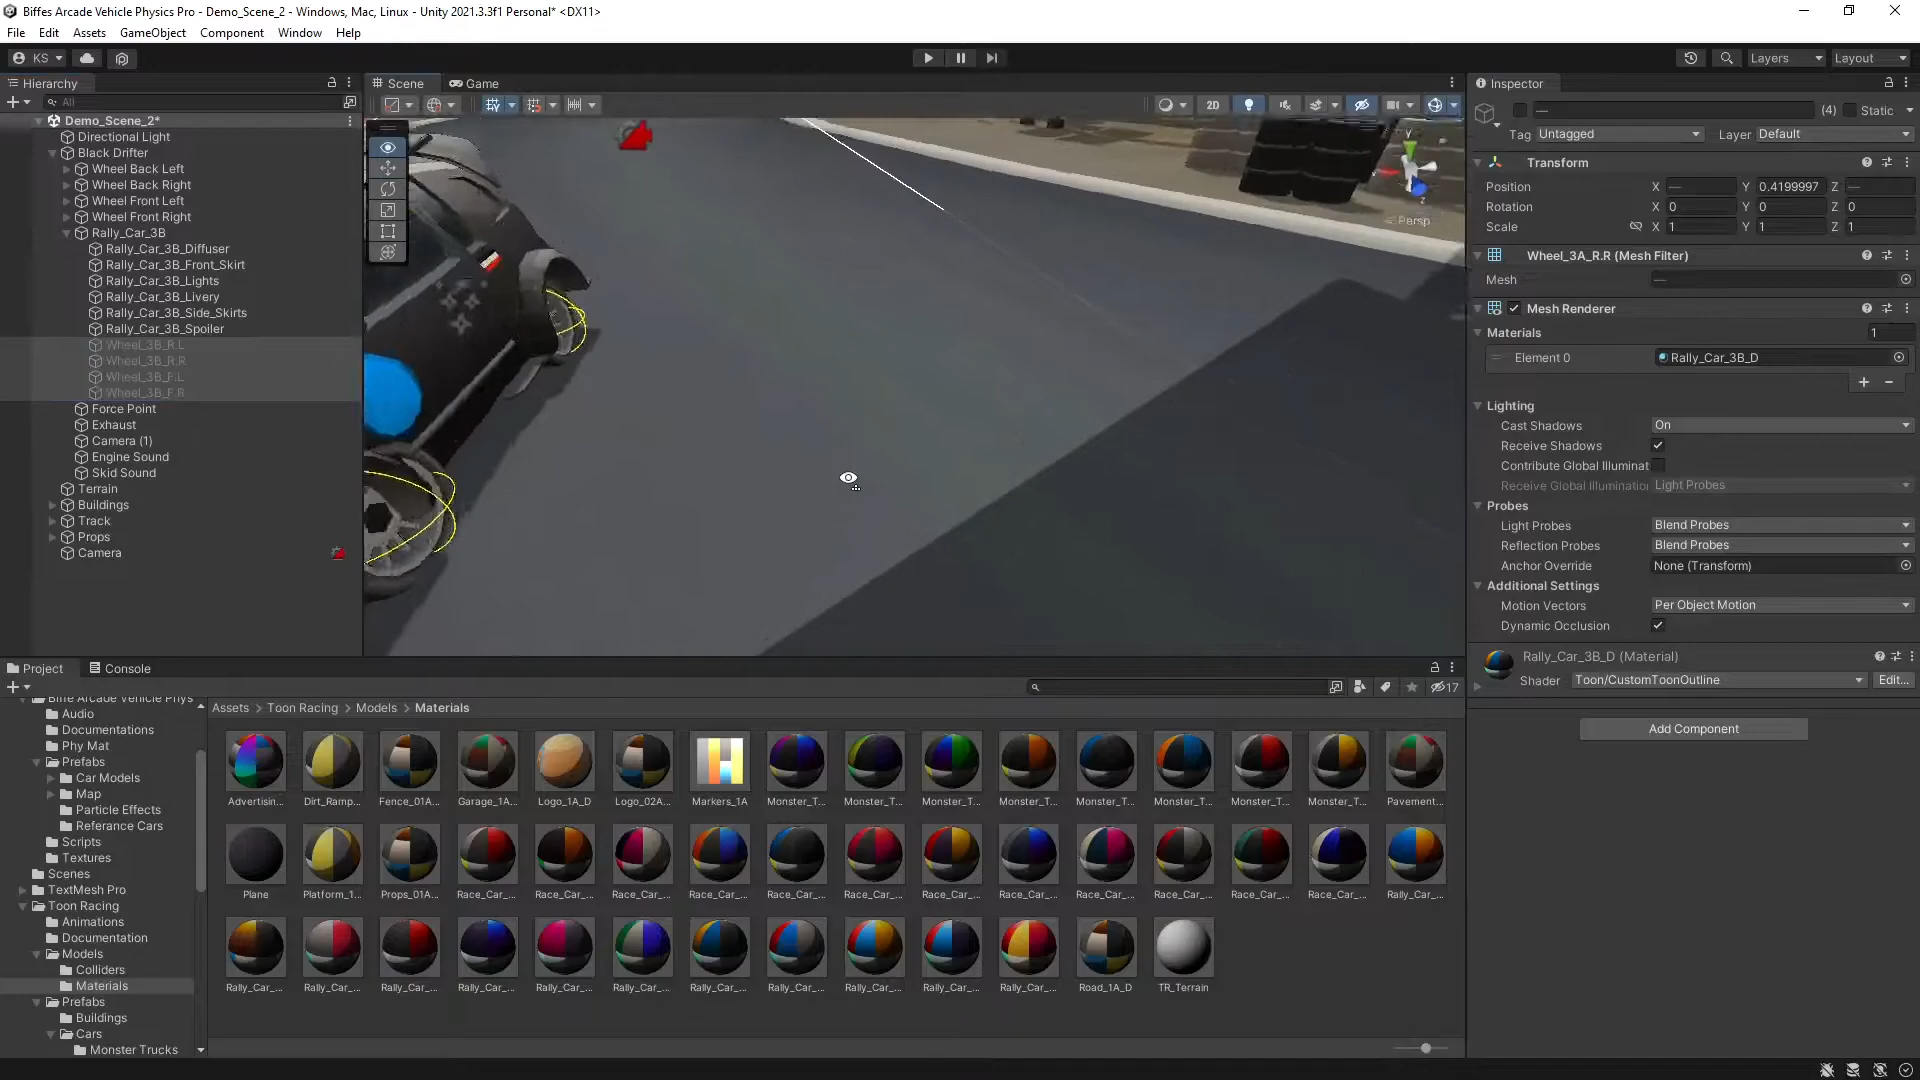 Biffes Arcade Vehicle Physics Pro - Demo_Scene_2 - Windows, Mac, Linux - Unity 2021.3.3f1 Personal* <DX11>
File Edit Assets GameObject Component Window Help
KS
Layers
Layout
Hierarchy
Scene
Game
Inspector
All
2D
Demo_Scene_2*
Directional Light
Black Drifter
Wheel Back Left
Wheel Back Right
Wheel Front Left
Wheel Front Right
Rally_Car_3B
Rally_Car_3B_Diffuser
Rally_Car_3B_Front_Skirt
Rally_Car_3B_Lights
Rally_Car_3B_Livery
Rally_Car_3B_Side_Skirts
Rally_Car_3B_Spoiler
Wheel_3B_R.L
Wheel_3B_R.R
Wheel_3B_F.L
Wheel_3B_F.R
Force Point
Exhaust
Camera (1)
Engine Sound
Skid Sound
Terrain
Buildings
Track
Props
Camera
Y
X
Z
Persp
—
(4)
Static
Tag Untagged
Layer Default
Transform
Position X — Y 0.4199997 Z —
Rotation X 0 Y 0 Z 0
Scale X 1 Y 1 Z 1
Wheel_3A_R.R (Mesh Filter)
Mesh —
Mesh Renderer
Materials 1
Element 0 Rally_Car_3B_D
Lighting
Cast Shadows On
Receive Shadows
Contribute Global Illuminat
Receive Global Illumination Light Probes
Probes
Light Probes Blend Probes
Reflection Probes Blend Probes
Anchor Override None (Transform)
Additional Settings
Motion Vectors Per Object Motion
Dynamic Occlusion
Rally_Car_3B_D (Material)
Shader Toon/CustomToonOutline Edit...
Add Component
Project
Console
17
Biffe Arcade Vehicle Phys
Audio
Documentations
Phy Mat
Prefabs
Car Models
Map
Particle Effects
Referance Cars
Scripts
Textures
Scenes
TextMesh Pro
Toon Racing
Animations
Documentation
Models
Colliders
Materials
Prefabs
Buildings
Cars
Monster Trucks
Assets > Toon Racing > Models > Materials
Advertisin... Dirt_Ramp... Fence_01A... Garage_1A... Logo_1A_D Logo_02A... Markers_1A Monster_T... Monster_T... Monster_T... Monster_T... Monster_T... Monster_T... Monster_T... Monster_T... Pavement...
Plane Platform_1... Props_01A... Race_Car_... Race_Car_... Race_Car_... Race_Car_... Race_Car_... Race_Car_... Race_Car_... Race_Car_... Race_Car_... Race_Car_... Race_Car_... Race_Car_... Rally_Car_...
Rally_Car_... Rally_Car_... Rally_Car_... Rally_Car_... Rally_Car_... Rally_Car_... Rally_Car_... Rally_Car_... Rally_Car_... Rally_Car_... Rally_Car_... Road_1A_D TR_Terrain